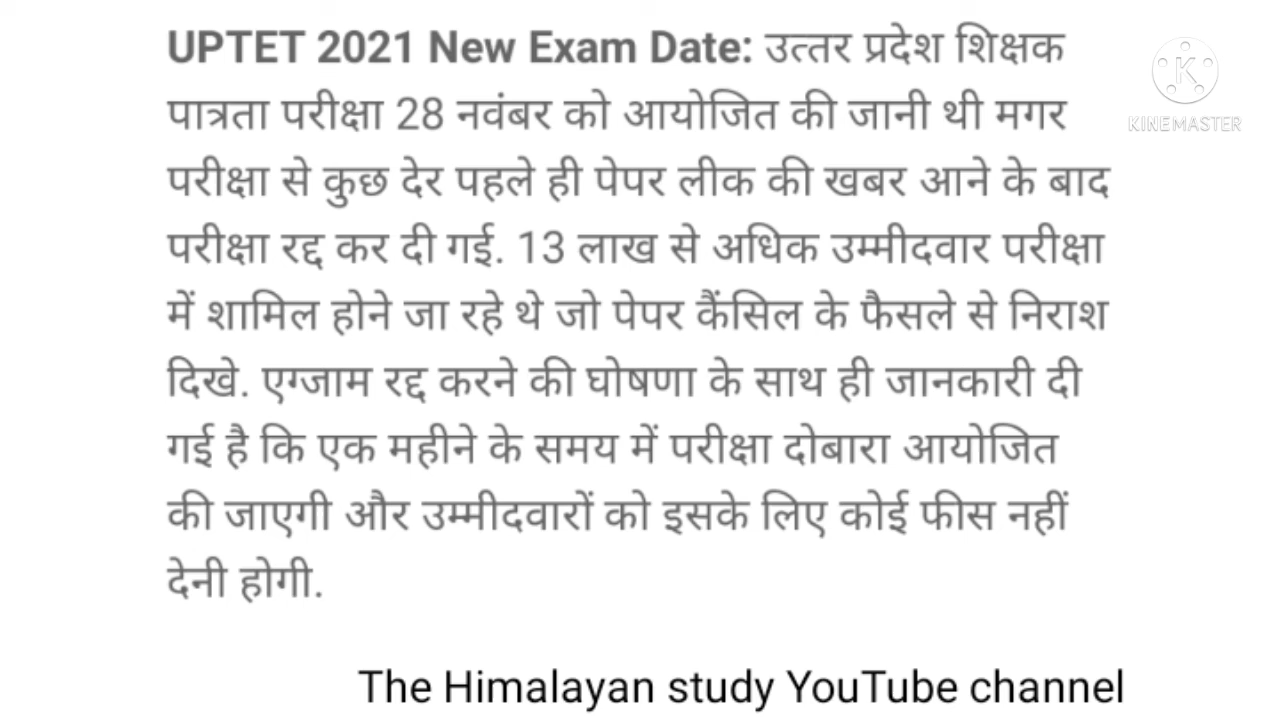 UPTET 2021 New Exam Date: उत्तर प्रदेश शिक्षक
पात्रता परीक्षा 28 नवंबर को आयोजित की जानी थी मगर
परीक्षा से कुछ देर पहले ही पेपर लीक की खबर आने के बाद
परीक्षा रद्द कर दी गई. 13 लाख से अधिक उम्मीदवार परीक्षा
में शामिल होने जा रहे थे जो पेपर कैंसिल के फैसले से निराश
दिखे. एग्जाम रद्द करने की घोषणा के साथ ही जानकारी दी
गई है कि एक महीने के समय में परीक्षा दोबारा आयोजित
की जाएगी और उम्मीदवारों को इसके लिए कोई फीस नहीं
देनी होगी.
The Himalayan study YouTube channel
K
KINEMASTER